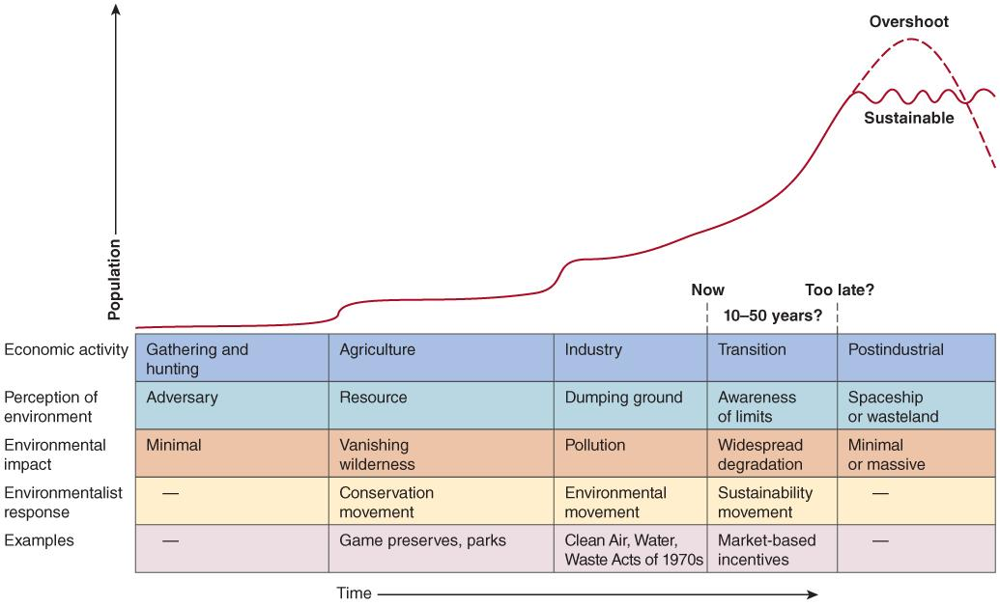 Overshoot
Sustainable
Population
Now
Too late?
10–50 years?
Economic activity
Gathering and
hunting
Agriculture
Industry
Transition
Postindustrial
Perception of
environment
Adversary
Resource
Dumping ground
Awareness
of limits
Spaceship
or wasteland
Environmental
impact
Minimal
Vanishing
wilderness
Pollution
Widespread
degradation
Minimal
or massive
Environmentalist
response
—
Conservation
movement
Environmental
movement
Sustainability
movement
—
Examples
—
Game preserves, parks
Clean Air, Water,
Waste Acts of 1970s
Market-based
incentives
—
Time